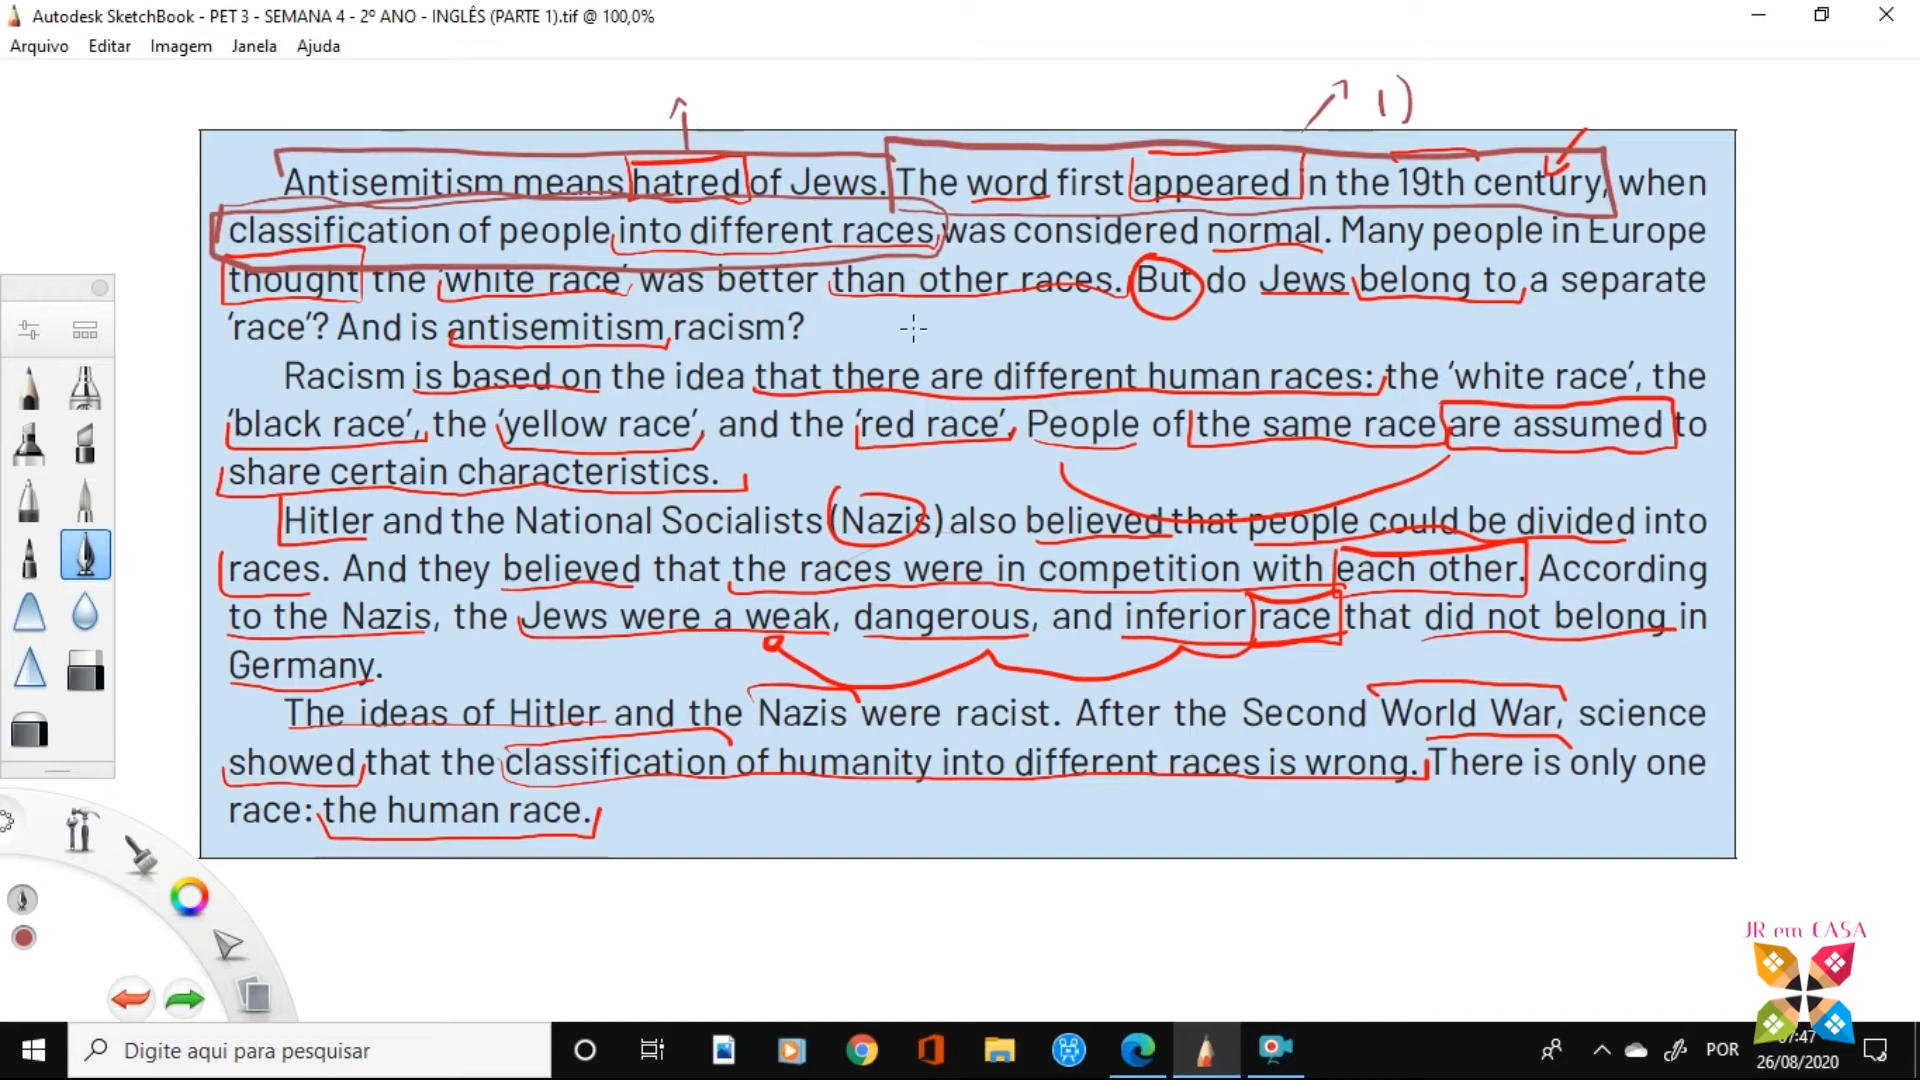 Autodesk SketchBook - PET 3 - SEMANA 4 - 2º ANO - INGLÊS (PARTE 1).tif @ 100,0%
Arquivo Editar Imagem Janela Ajuda
1)
Antisemitism means hatred of Jews. The word first appeared in the 19th century, when
classification of people into different races was considered normal. Many people in Europe
thought the 'white race' was better than other races. But do Jews belong to a separate
'race'? And is antisemitism racism?
Racism is based on the idea that there are different human races: the 'white race', the
'black race', the 'yellow race', and the 'red race'. People of the same race are assumed to
share certain characteristics.
Hitler and the National Socialists (Nazis) also believed that people could be divided into
races. And they believed that the races were in competition with each other. According
to the Nazis, the Jews were a weak, dangerous, and inferior race that did not belong in
Germany.
The ideas of Hitler and the Nazis were racist. After the Second World War, science
showed that the classification of humanity into different races is wrong. There is only one
race: the human race.
JR em CASA
Digite aqui para pesquisar
POR
07:47
26/08/2020